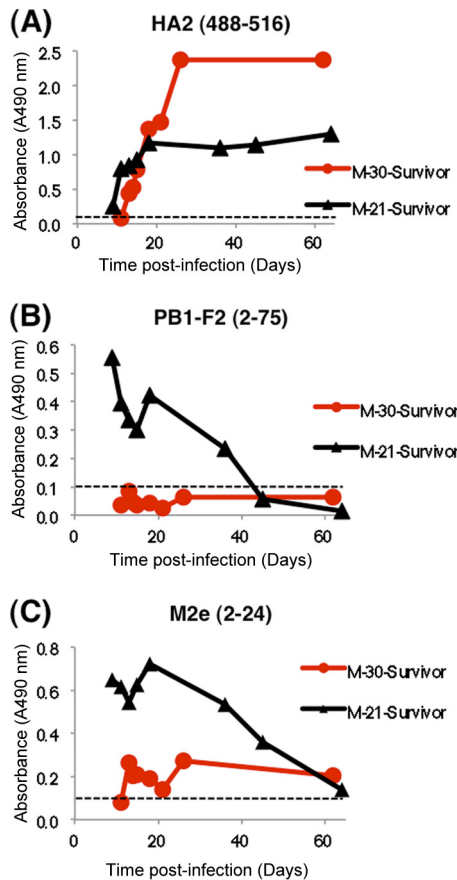 (A)
HA2 (488-516)
Absorbance (A490 nm)
2.5
2.0
1.5
1.0
0.5
0.0
M-30-Survivor
M-21-Survivor
0 20 40 60
Time post-infection (Days)
(B)
PB1-F2 (2-75)
Absorbance (A490 nm)
0.6
0.5
0.4
0.3
0.2
0.1
0.0
M-30-Survivor
M-21-Survivor
0 20 40 60
Time post-infection (Days)
(C)
M2e (2-24)
Absorbance (A490 nm)
0.8
0.6
0.4
0.2
0.0
M-30-Survivor
M-21-Survivor
0 20 40 60
Time post-infection (Days)